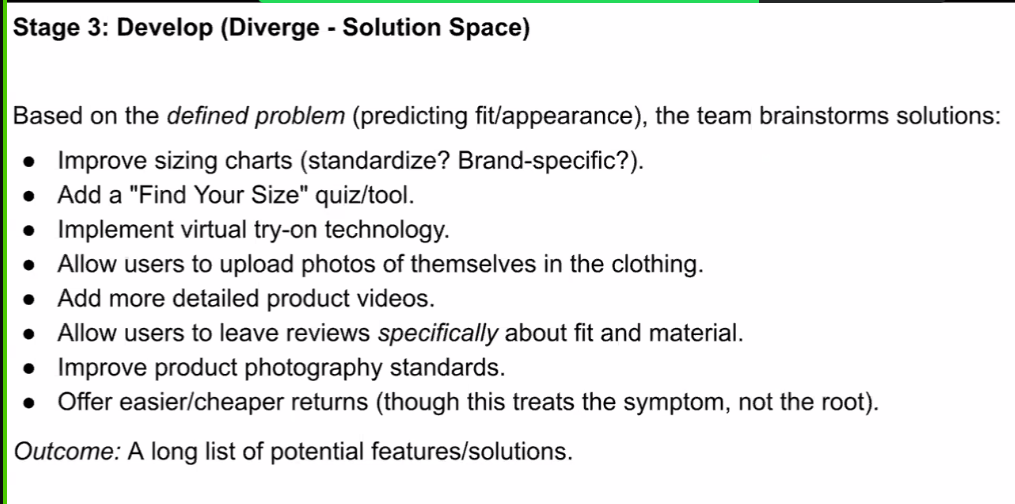 Stage 3: Develop (Diverge - Solution Space)
Based on the defined problem (predicting fit/appearance), the team brainstorms solutions:
● Improve sizing charts (standardize? Brand-specific?).
● Add a "Find Your Size" quiz/tool.
● Implement virtual try-on technology.
● Allow users to upload photos of themselves in the clothing.
● Add more detailed product videos.
● Allow users to leave reviews specifically about fit and material.
● Improve product photography standards.
● Offer easier/cheaper returns (though this treats the symptom, not the root).
Outcome: A long list of potential features/solutions.